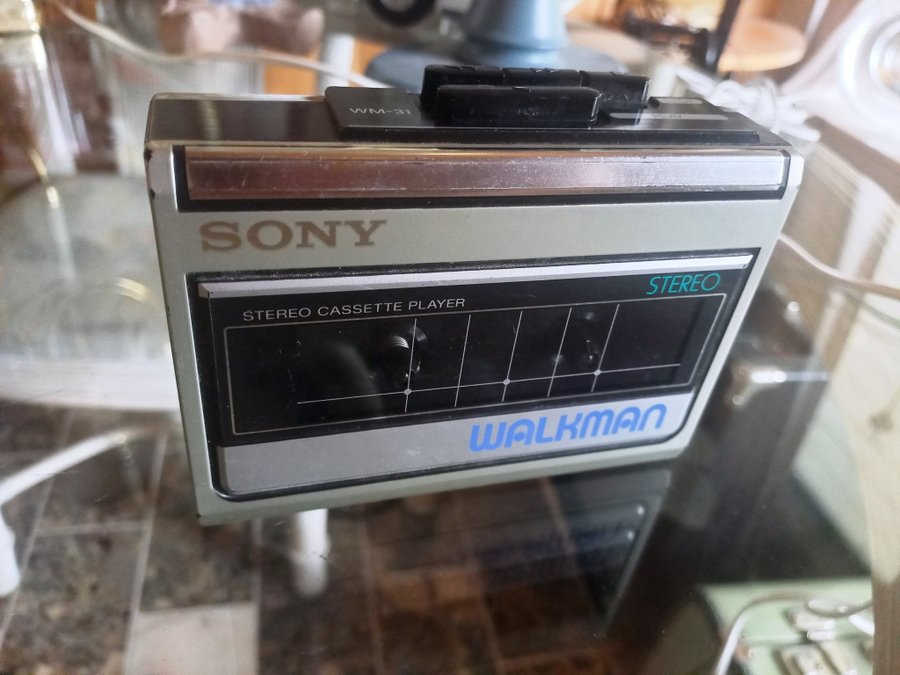 WM-31
SONY
STEREO
STEREO CASSETTE PLAYER
WALKMAN